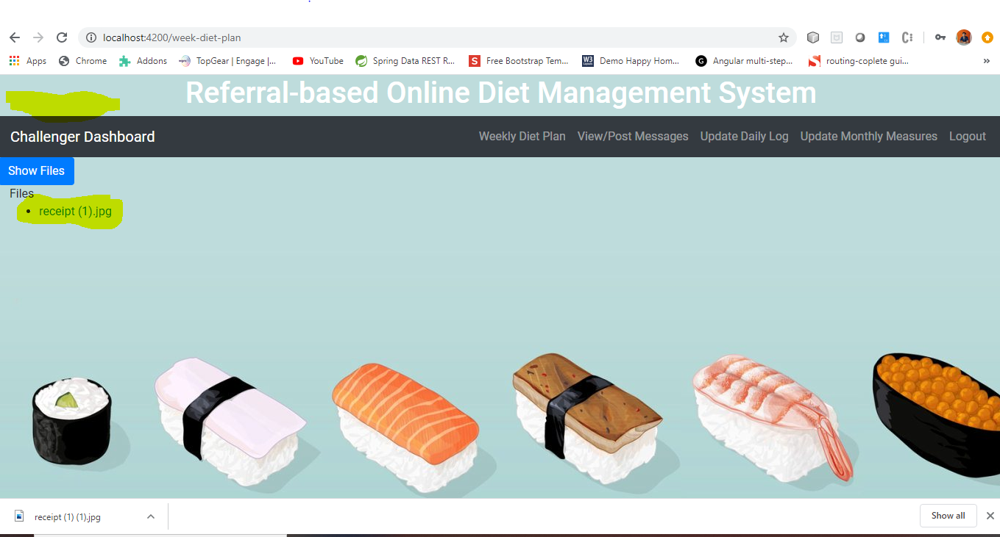 localhost:4200/week-diet-plan
Apps Chrome Addons TopGear | Engage |... YouTube Spring Data REST R... Free Bootstrap Tem... W3 Demo Happy Hom... G Angular multi-step... routing-coplete gui... »
Referral-based Online Diet Management System
Challenger Dashboard Weekly Diet Plan View/Post Messages Update Daily Log Update Monthly Measures Logout
Show Files
Files
• receipt (1).jpg
receipt (1) (1).jpg Show all